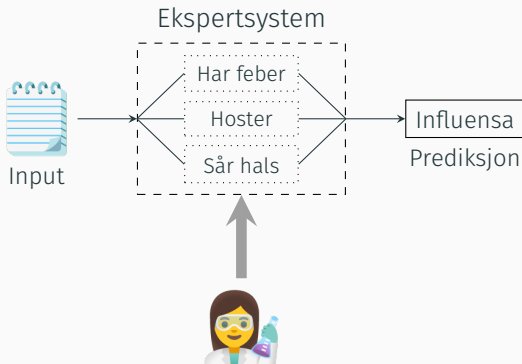 Ekspertsystem
Har feber
Hoster
Sår hals
Input
Influensa
Prediksjon